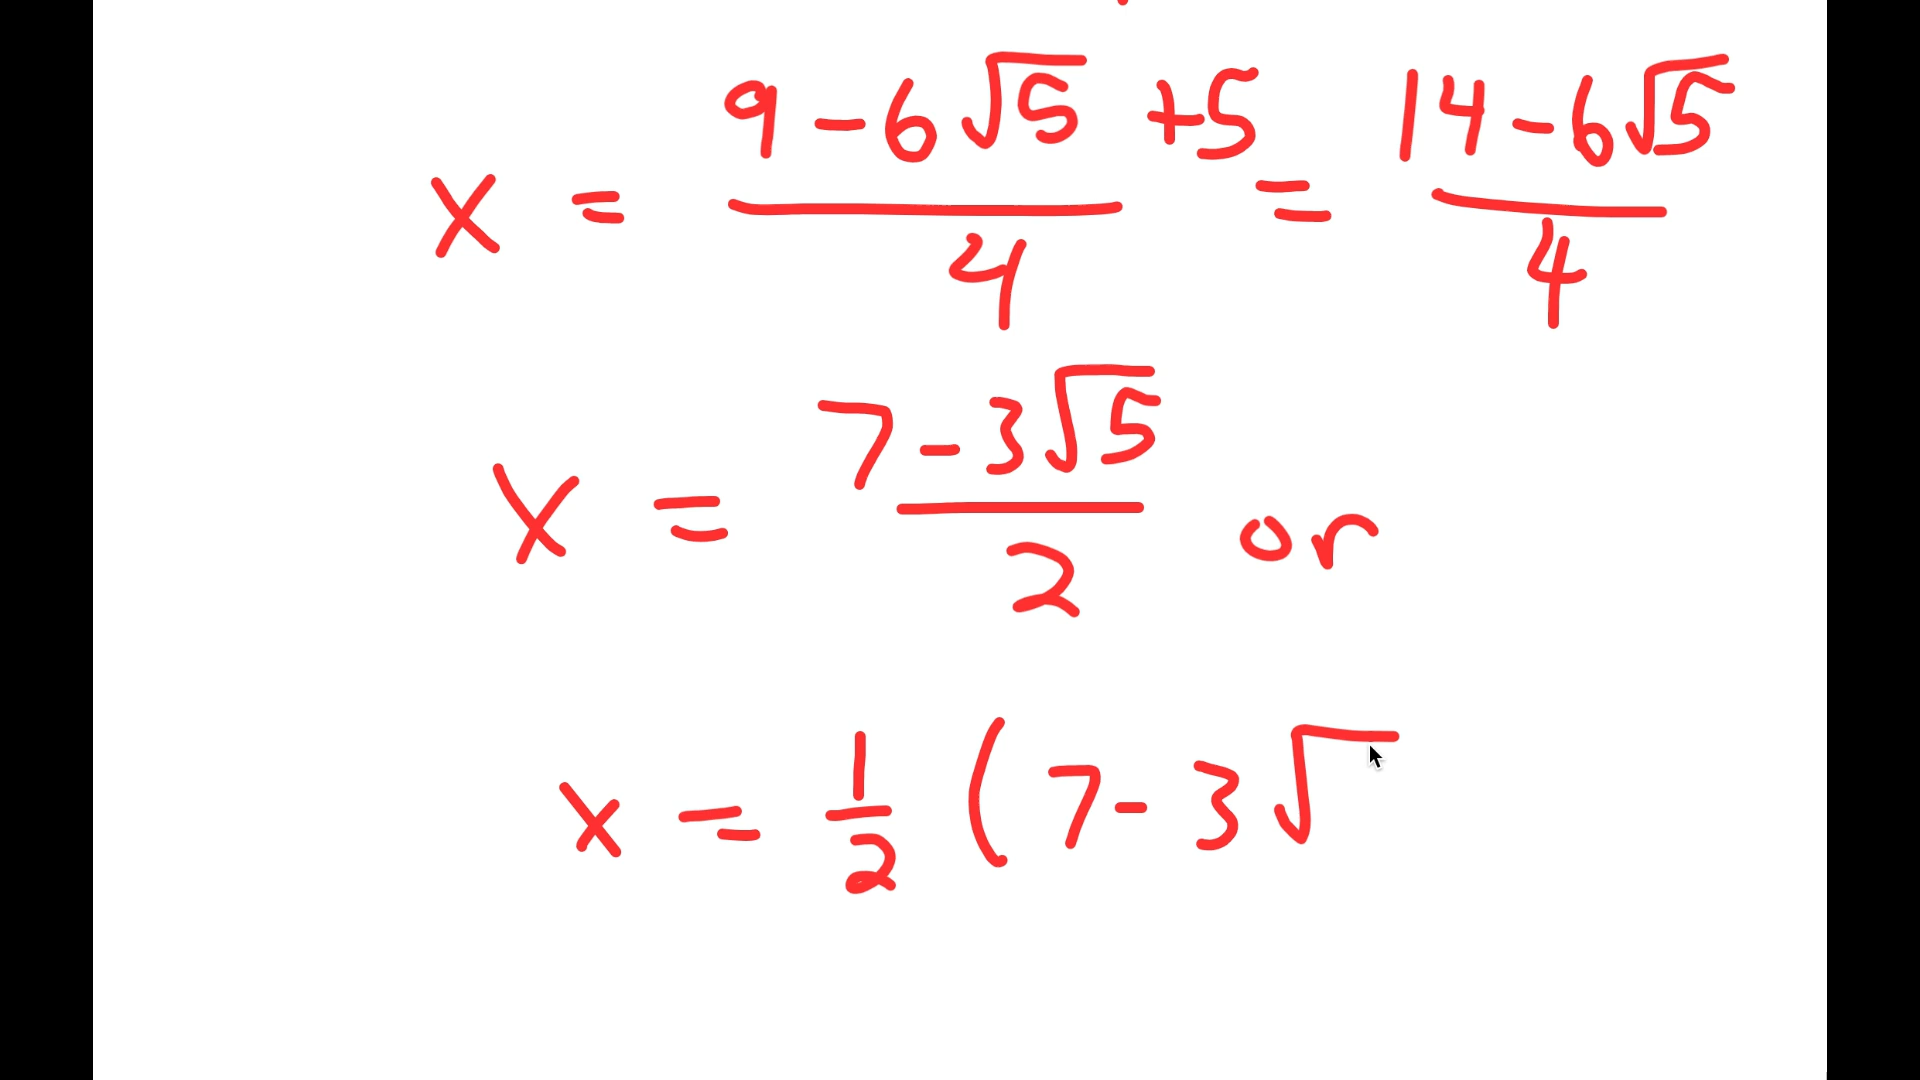 x = (9 - 6√5 + 5)/4 = (14 - 6√5)/4
x = (7 - 3√5)/2 or
x = 1/2 (7 - 3√